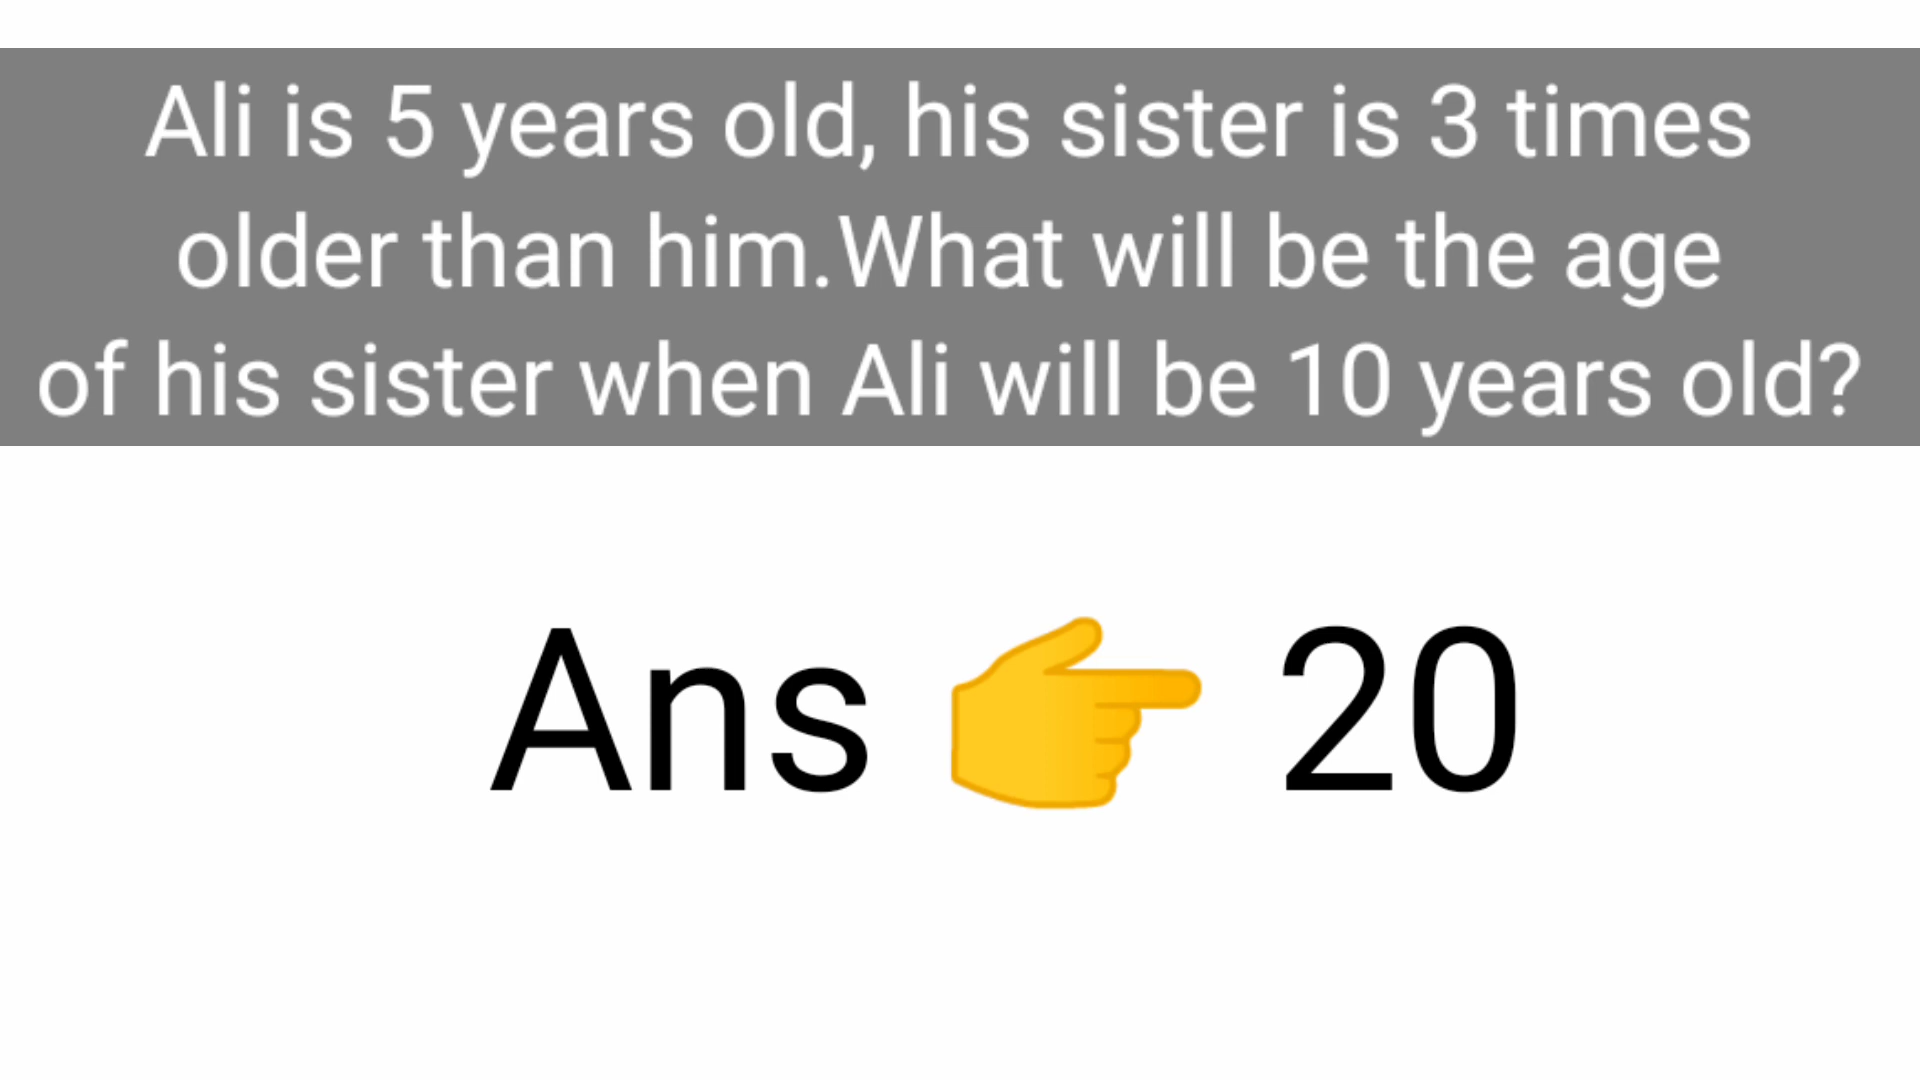 Ali is 5 years old, his sister is 3 times
older than him.What will be the age
of his sister when Ali will be 10 years old?
Ans 👉 20